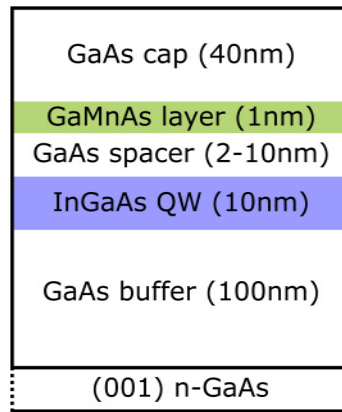 GaAs cap (40nm)
GaMnAs layer (1nm)
GaAs spacer (2-10nm)
InGaAs QW (10nm)
GaAs buffer (100nm)
(001) n-GaAs